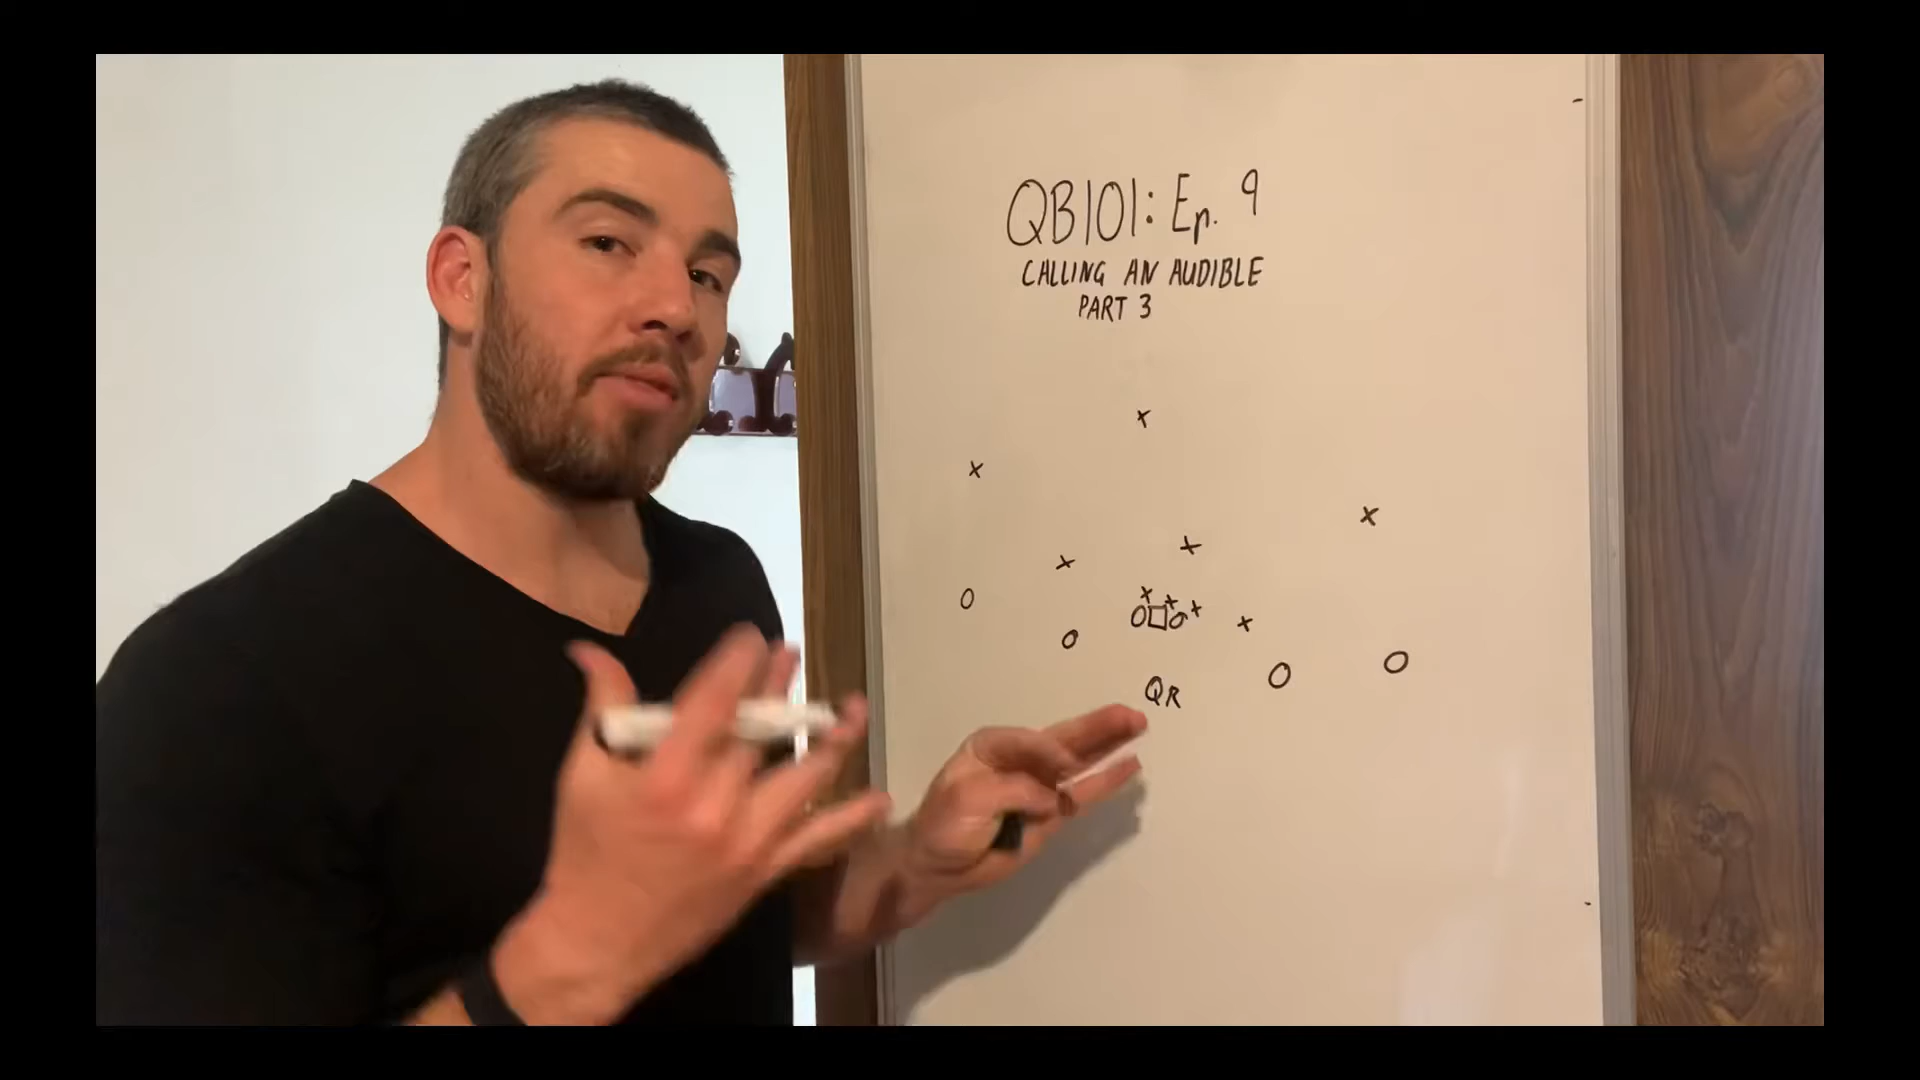 QB101: Ep. 9
CALLING AN AUDIBLE
PART 3
x
x
x
x
x
x x x
x
O
O
O O
O
O
QR